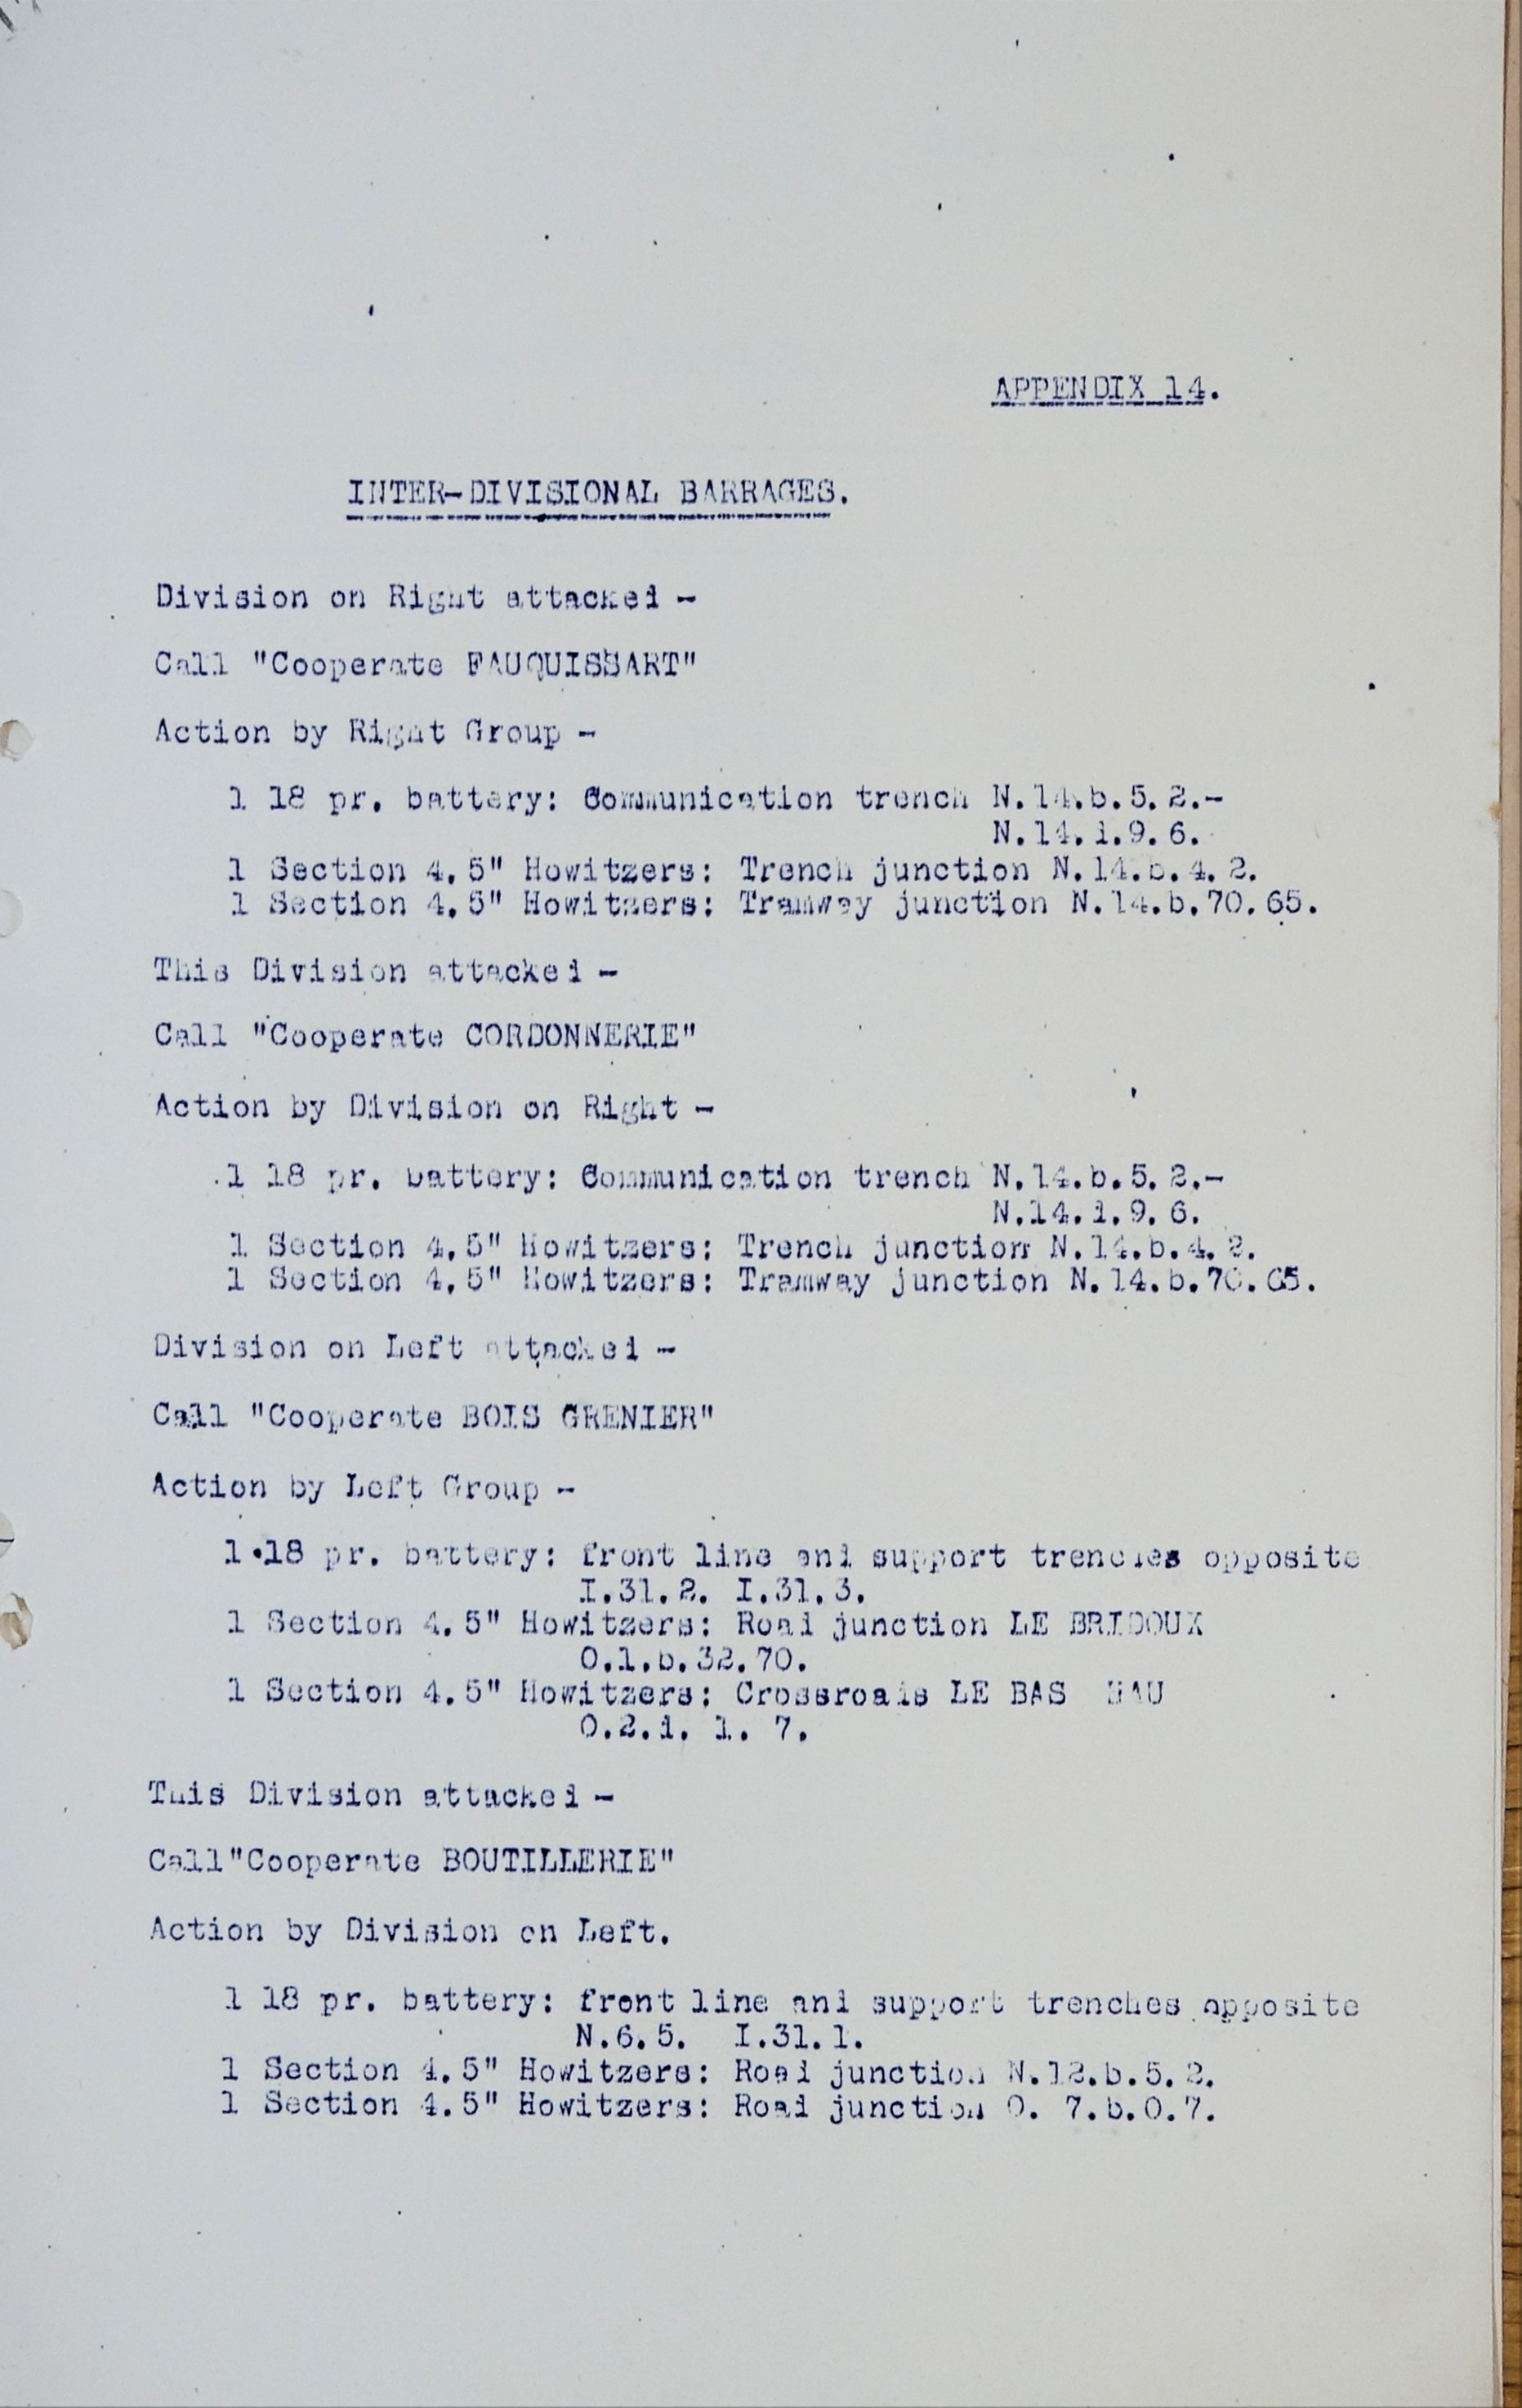 APPENDIX 14.
INTER-DIVISIONAL BARRAGES.
Division on Right attacked -
Call "Cooperate FAUQUISSART"
Action by Right Group -
1 18 pr. battery: Communication trench N.14.b.5.2.-
N.14.d.9.6.
1 Section 4.5" Howitzers: Trench junction N.14.b.4.2.
1 Section 4.5" Howitzers: Tramway junction N.14.b.70.65.
This Division attacked -
Call "Cooperate CORDONNERIE"
Action by Division on Right -
1 18 pr. battery: Communication trench N.14.b.5.2.-
N.14.d.9.6.
1 Section 4.5" Howitzers: Trench junction N.14.b.4.2.
1 Section 4.5" Howitzers: Tramway junction N.14.b.70.65.
Division on Left attacked -
Call "Cooperate BOIS GRENIER"
Action by Left Group -
1 18 pr. battery: front line and support trenches opposite
I.31.2. I.31.3.
1 Section 4.5" Howitzers: Road junction LE BRIDOUX
O.1.b.32.70.
1 Section 4.5" Howitzers: Crossroads LE BAS HAU
O.2.d. 1. 7.
This Division attacked -
Call"Cooperate BOUTILLERIE"
Action by Division on Left.
1 18 pr. battery: front line and support trenches opposite
N.6.5. I.31.1.
1 Section 4.5" Howitzers: Road junction N.12.b.5.2.
1 Section 4.5" Howitzers: Road junction O. 7.b.0.7.